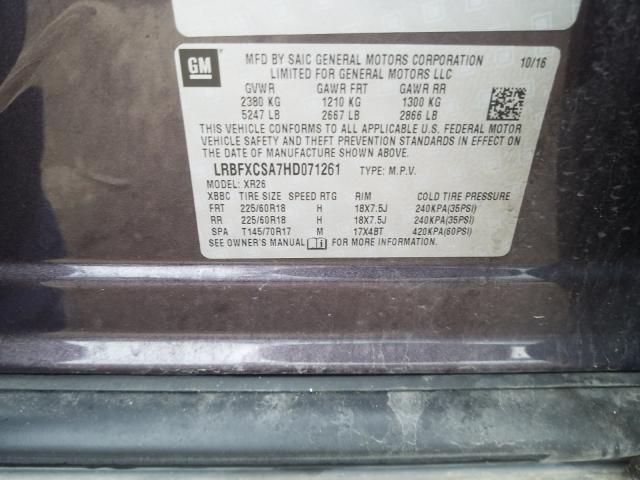 GM
MFD BY SAIC GENERAL MOTORS CORPORATION 10/16
LIMITED FOR GENERAL MOTORS LLC
GVWR GAWR FRT GAWR RR
2380 KG 1210 KG 1300 KG
5247 LB 2667 LB 2866 LB
THIS VEHICLE CONFORMS TO ALL APPLICABLE U.S. FEDERAL MOTOR
VEHICLE SAFETY AND THEFT PREVENTION STANDARDS IN EFFECT
ON THE DATE OF MANUFACTURE SHOWN ABOVE.
LRBFXCSA7HD071261 TYPE: M.P.V.
MODEL: XR26
XBBC TIRE SIZE SPEED RTG RIM COLD TIRE PRESSURE
FRT 225/60R18 H 18X7.5J 240KPA(35PSI)
RR 225/60R18 H 18X7.5J 240KPA(35PSI)
SPA T145/70R17 M 17X4BT 420KPA(60PSI)
SEE OWNER'S MANUAL FOR MORE INFORMATION.